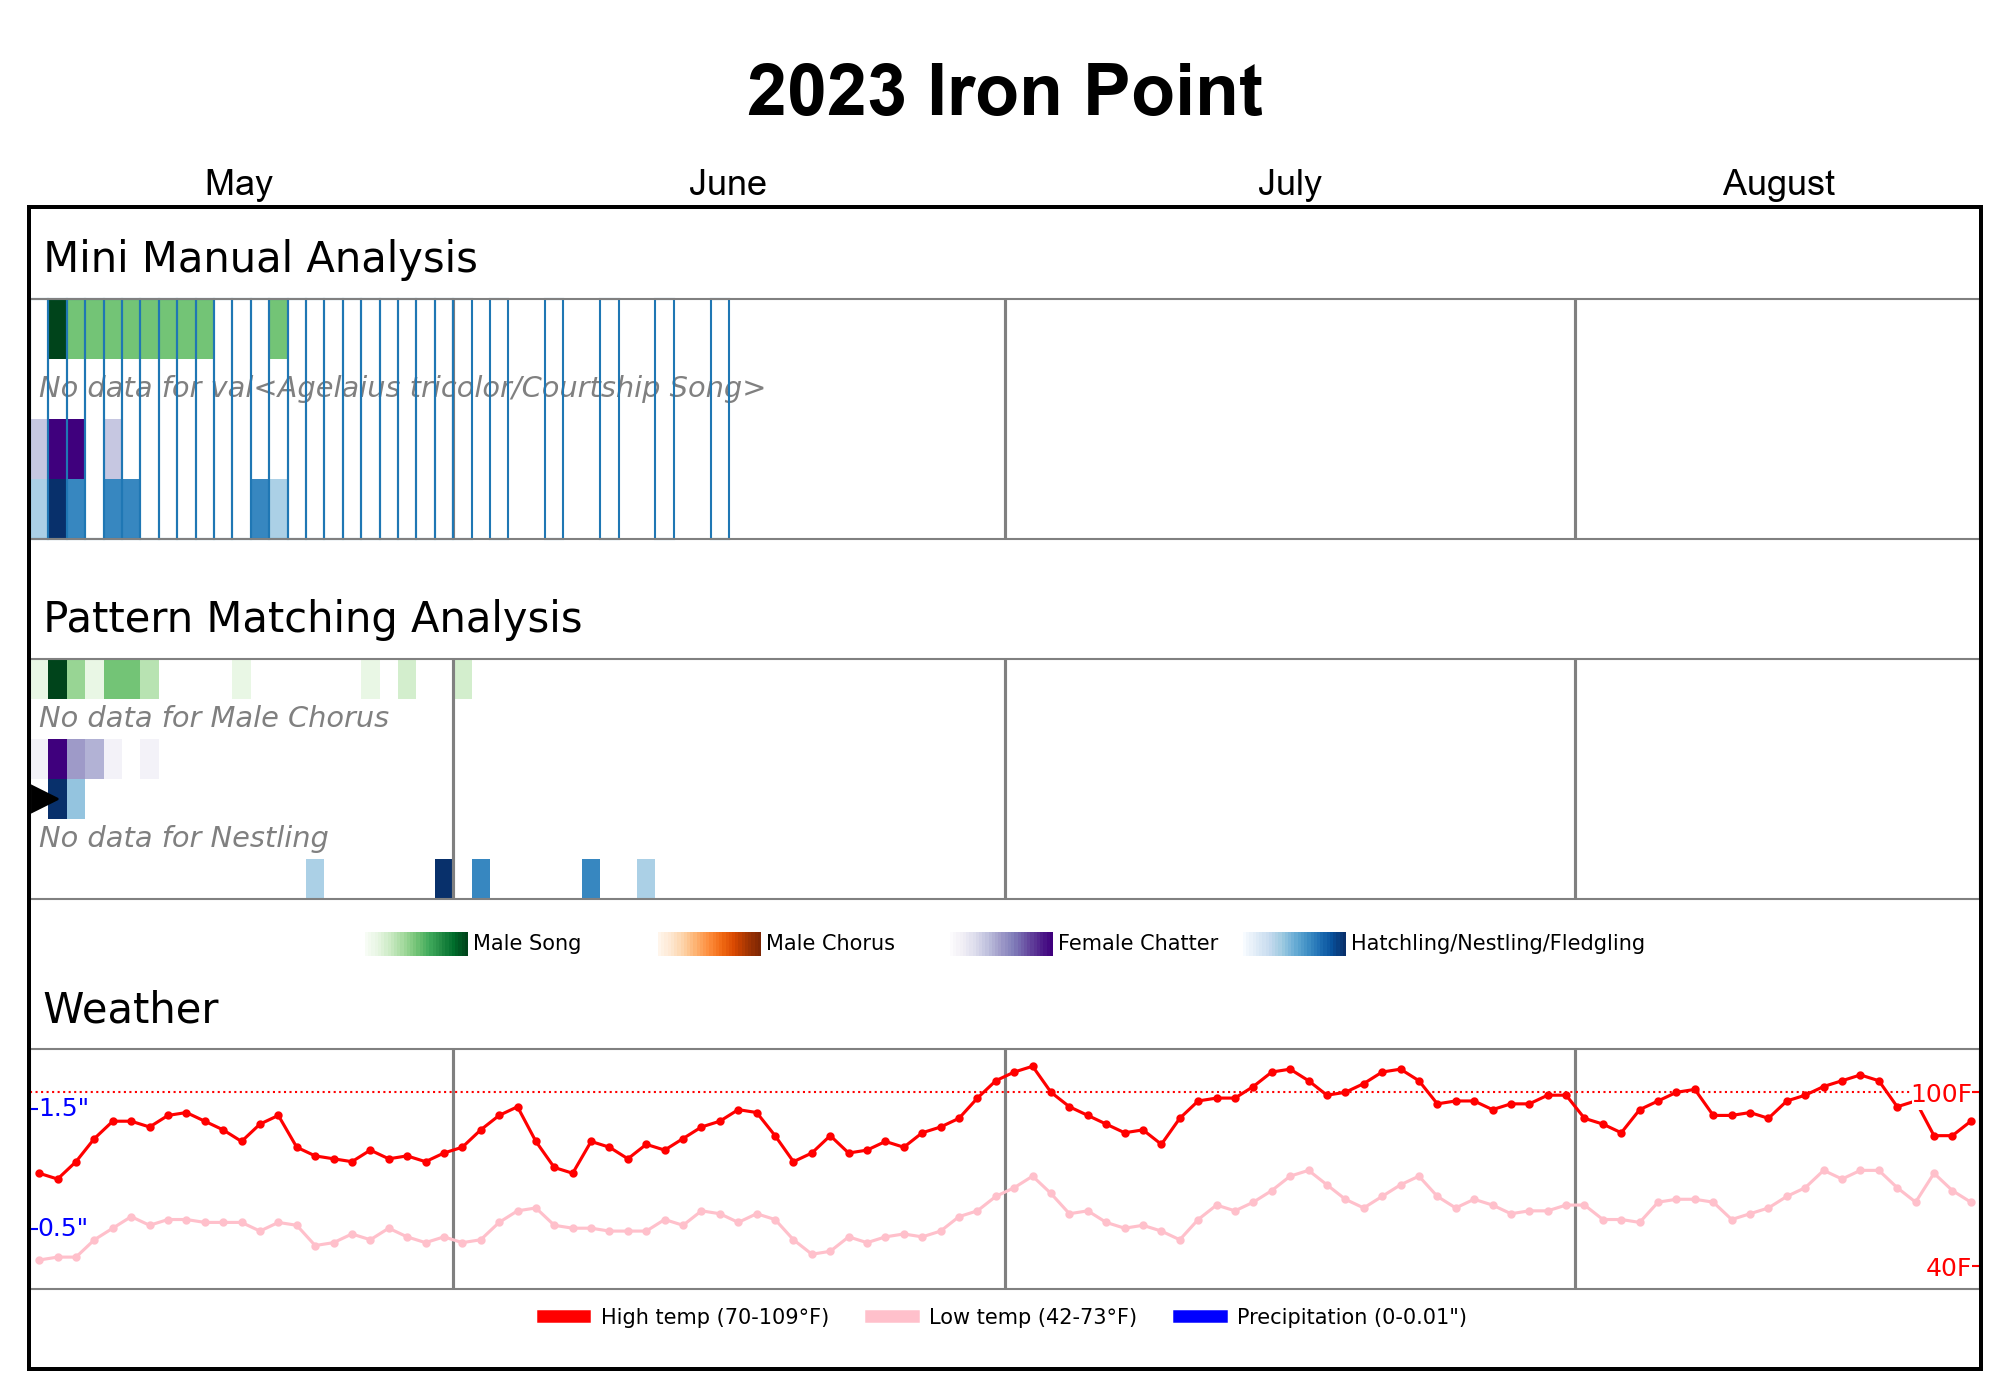 2023 Iron Point
May June July August
Mini Manual Analysis
No data for val<Agelaius tricolor/Courtship Song>
Pattern Matching Analysis
No data for Male Chorus
No data for Nestling
Male Song Male Chorus Female Chatter Hatchling/Nestling/Fledgling
Weather
1.5" 100F
0.5" 40F
High temp (70-109°F) Low temp (42-73°F) Precipitation (0-0.01")